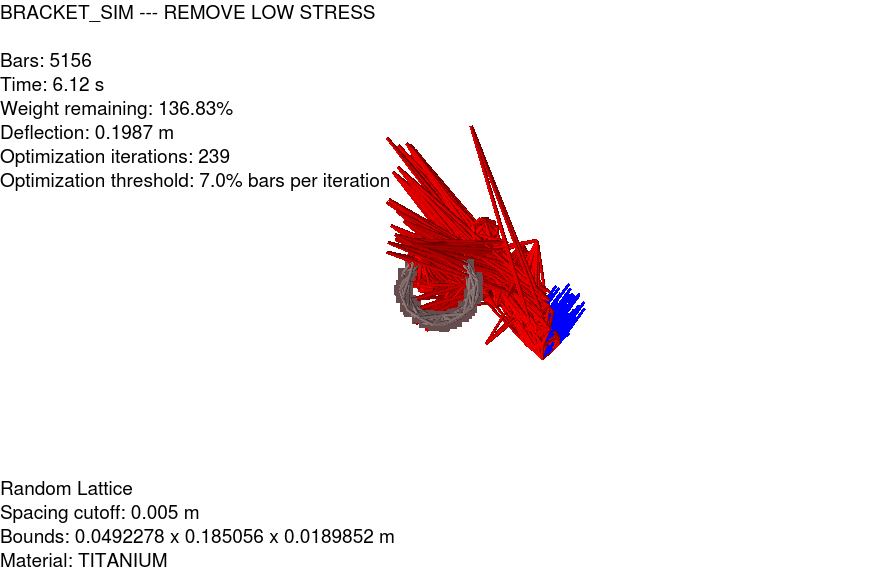 BRACKET_SIM --- REMOVE LOW STRESS
Bars: 5156
Time: 6.12 s
Weight remaining: 136.83%
Deflection: 0.1987 m
Optimization iterations: 239
Optimization threshold: 7.0% bars per iteration
Random Lattice
Spacing cutoff: 0.005 m
Bounds: 0.0492278 x 0.185056 x 0.0189852 m
Material: TITANIUM